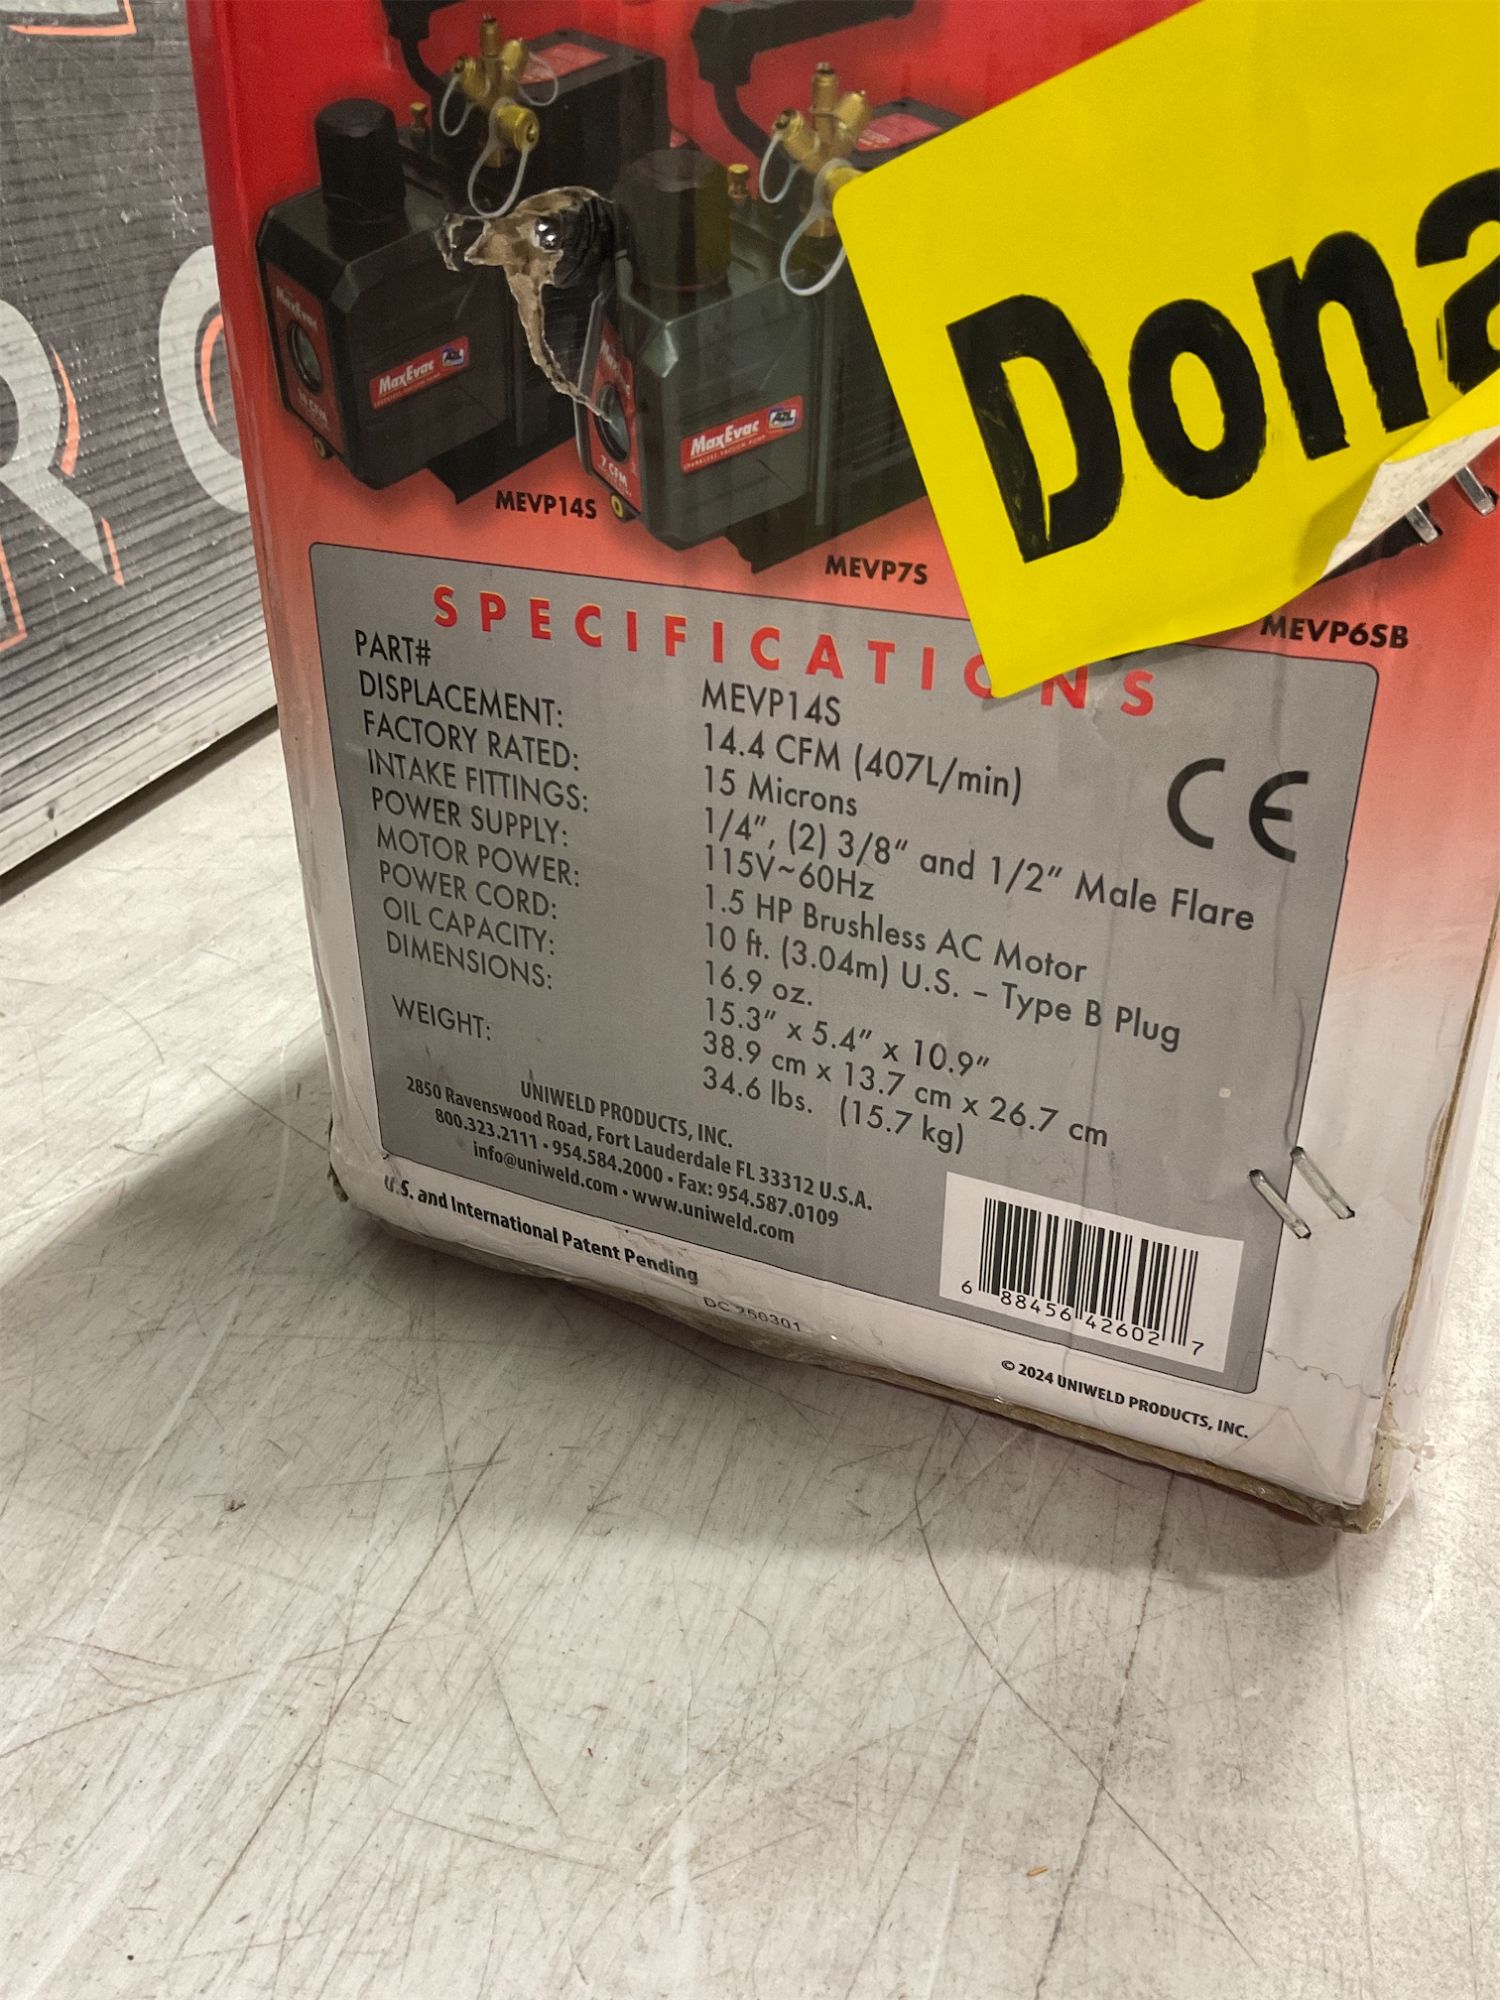 MaxEvac
MaxEvac
MaxEvac
7 CFM
MEVP14S
MEVP7S
MEVP6SB
Dona
SPECIFICATIONS
PART# MEVP14S
DISPLACEMENT: 14.4 CFM (407L/min)
FACTORY RATED: 15 Microns
INTAKE FITTINGS: 1/4", (2) 3/8" and 1/2" Male Flare
POWER SUPPLY: 115V~60Hz
MOTOR POWER: 1.5 HP Brushless AC Motor
POWER CORD: 10 ft. (3.04m) U.S. - Type B Plug
OIL CAPACITY: 16.9 oz.
DIMENSIONS: 15.3" x 5.4" x 10.9"
38.9 cm x 13.7 cm x 26.7 cm
WEIGHT: 34.6 lbs. (15.7 kg)
CE
UNIWELD PRODUCTS, INC.
2850 Ravenswood Road, Fort Lauderdale FL 33312 U.S.A.
800.323.2111 • 954.584.2000 • Fax: 954.587.0109
info@uniweld.com • www.uniweld.com
U.S. and International Patent Pending
6 88456 42602 7
DC 250301
© 2024 UNIWELD PRODUCTS, INC.